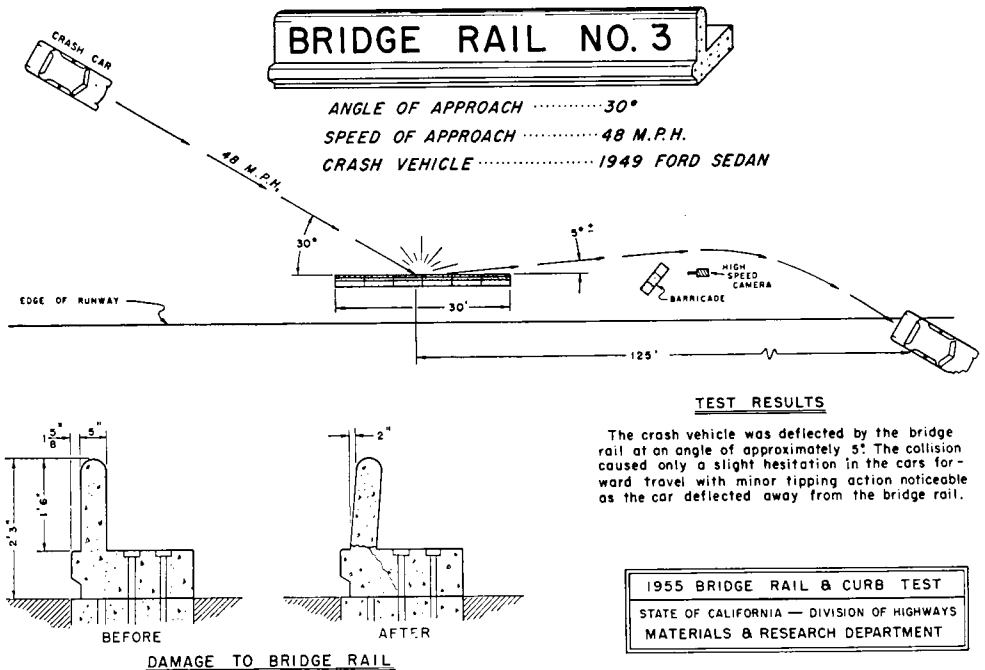 BRIDGE RAIL NO. 3
CRASH CAR
ANGLE OF APPROACH ·········· 30°
SPEED OF APPROACH ··········· 48 M.P.H.
CRASH VEHICLE ················ 1949 FORD SEDAN
48 M.P.H.
30°
5° ±
HIGH
SPEED
CAMERA
BARRICADE
EDGE OF RUNWAY
30'
125'
TEST RESULTS
The crash vehicle was deflected by the bridge
rail at an angle of approximately 5°. The collision
caused only a slight hesitation in the cars for-
ward travel with minor tipping action noticeable
as the car deflected away from the bridge rail.
1 5/8" 5"
2"
1'6"
2'3"
BEFORE
AFTER
DAMAGE TO BRIDGE RAIL
1955 BRIDGE RAIL & CURB TEST
STATE OF CALIFORNIA — DIVISION OF HIGHWAYS
MATERIALS & RESEARCH DEPARTMENT